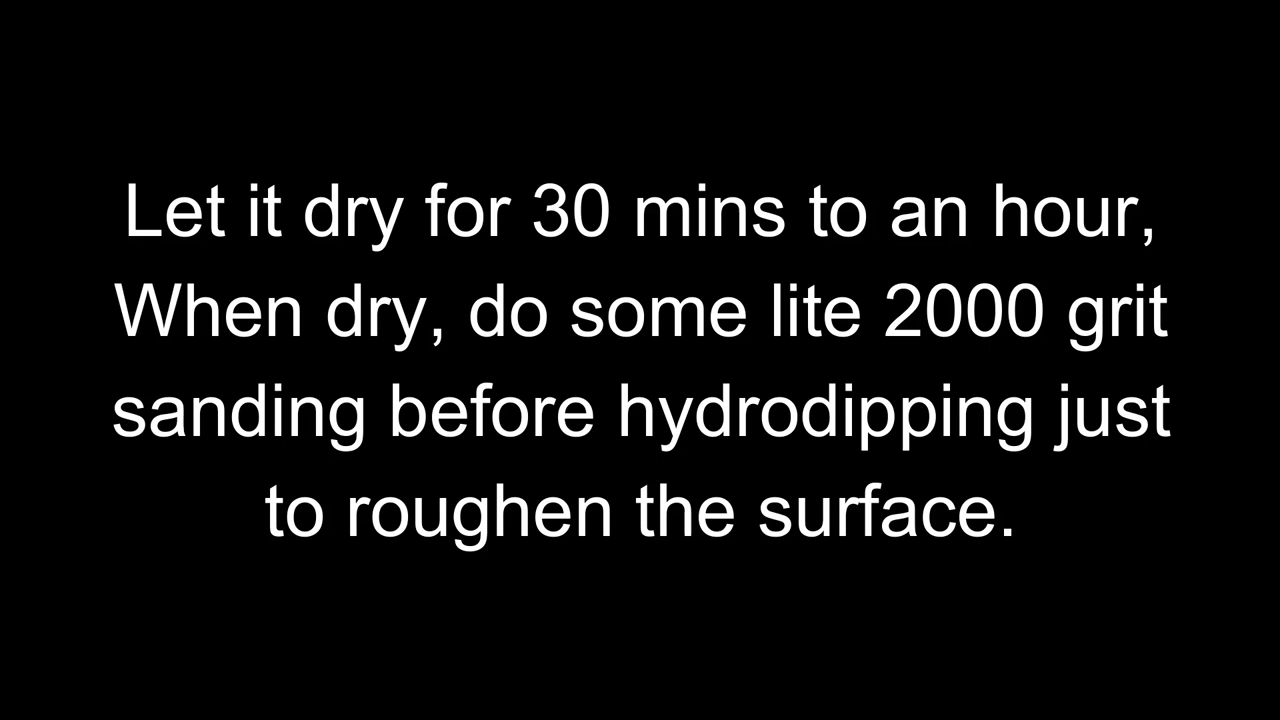 Let it dry for 30 mins to an hour,
When dry, do some lite 2000 grit
sanding before hydrodipping just
to roughen the surface.